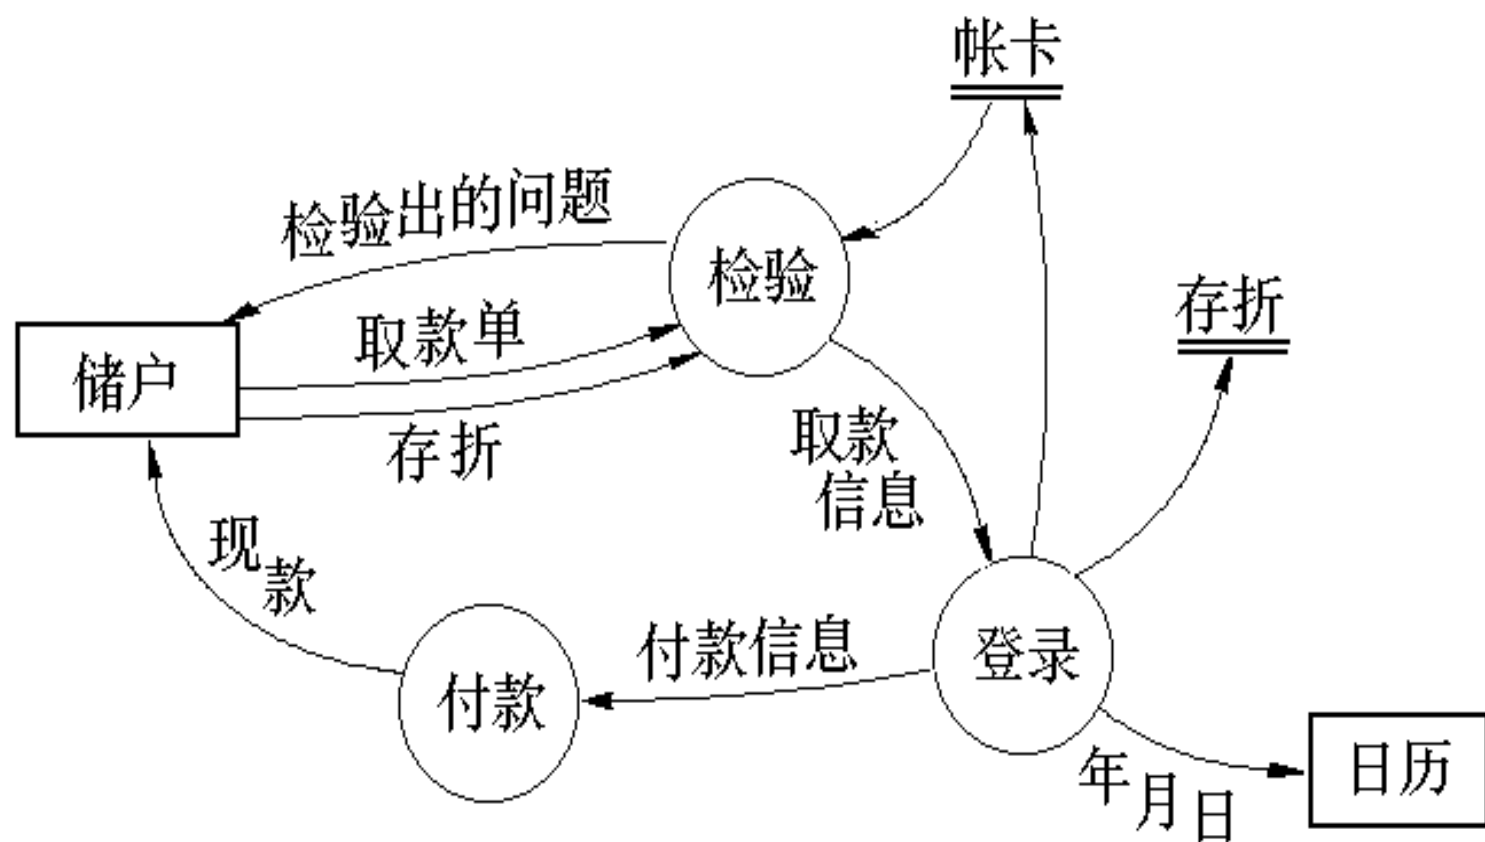 帐卡
检验出的问题
检验
存折
取款单
储户
存折
取款
信息
现款
付款信息
登录
付款
年月日
日历